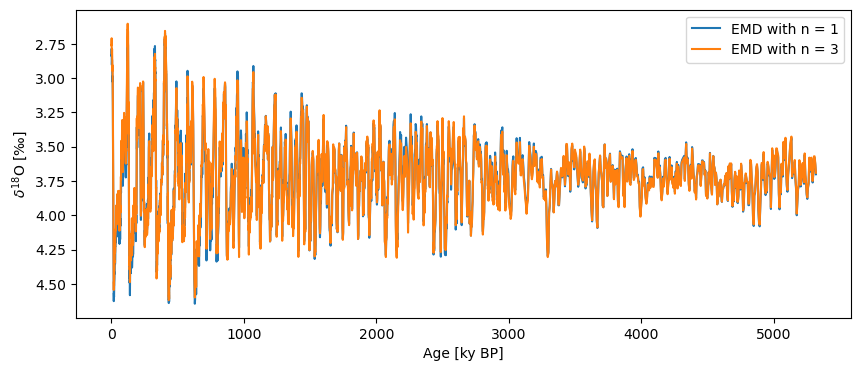 EMD with n = 1
EMD with n = 3
2.75
3.00
3.25
3.50
3.75
4.00
4.25
4.50
δ¹⁸O [‰]
0 1000 2000 3000 4000 5000
Age [ky BP]